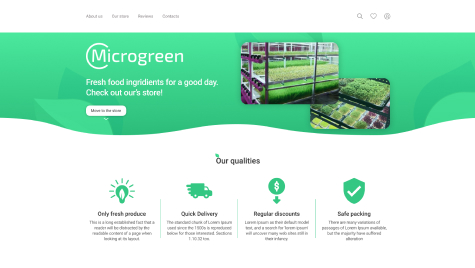 About us Our store Reviews Contacts
Microgreen
Fresh food ingridients for a good day.
Check out our's store!
Move to the store
Our qualities
Only fresh produce
This is a long established fact that a
reader will be distracted by the
readable content of a page when
looking at its layout.
Quick Delivery
The standard chunk of Lorem Ipsum
used since the 1500s is reproduced
below for those interested. Sections
1.10.32 too.
Regular discounts
Lorem Ipsum as their default model
text, and a search for 'lorem ipsum'
will uncover many web sites still in
their infancy.
Safe packing
There are many variations of
passages of Lorem Ipsum available,
but the majority have suffered
alteration